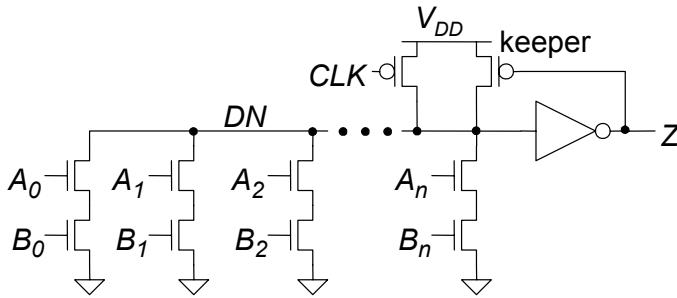 V_DD
keeper
CLK
DN
Z
A_0 A_1 A_2 A_n
B_0 B_1 B_2 B_n